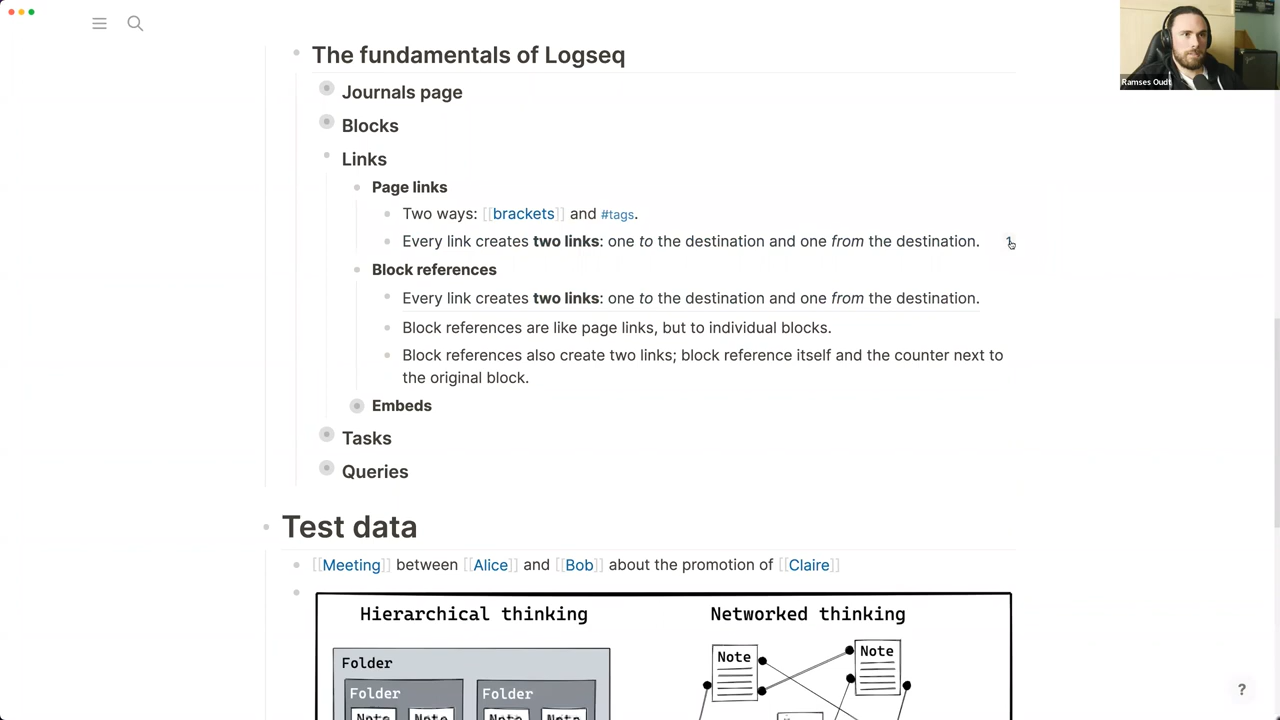 Ramses Oudt
The fundamentals of Logseq
Journals page
Blocks
Links
Page links
Two ways: [[brackets]] and #tags.
Every link creates two links: one to the destination and one from the destination. 1
Block references
Every link creates two links: one to the destination and one from the destination.
Block references are like page links, but to individual blocks.
Block references also create two links; block reference itself and the counter next to
the original block.
Embeds
Tasks
Queries
Test data
[[Meeting]] between [[Alice]] and [[Bob]] about the promotion of [[Claire]]
Hierarchical thinking
Networked thinking
Folder
Folder
Folder
Note
Note
Note
Note
Note
Note
?